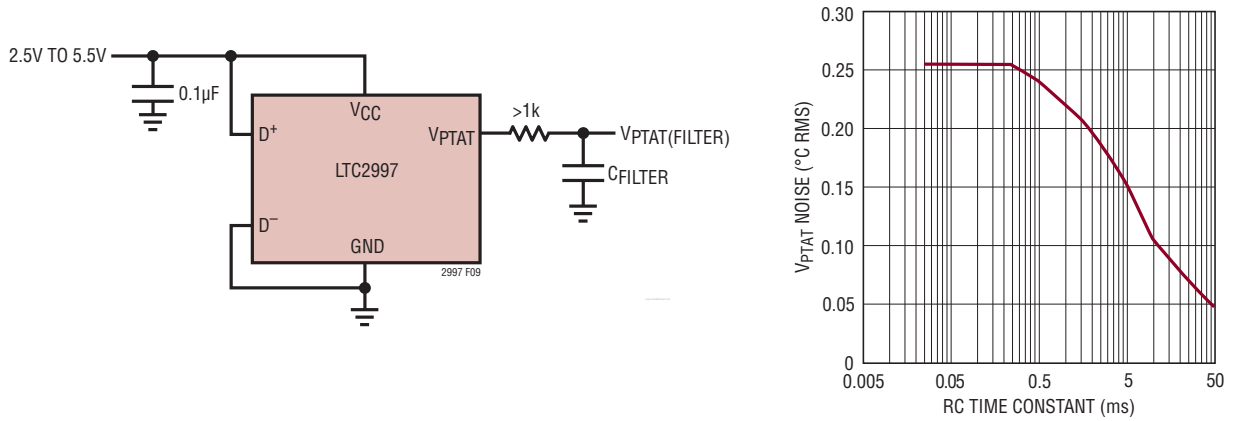 2.5V TO 5.5V
0.1µF
VCC
D+
VPTAT
LTC2997
D–
GND
2997 F09
>1k
VPTAT(FILTER)
CFILTER
VPTAT NOISE (°C RMS)
0.30
0.25
0.20
0.15
0.10
0.05
0
0.005
0.05
0.5
5
50
RC TIME CONSTANT (ms)